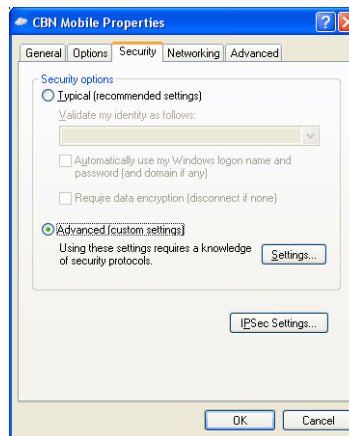 CBN Mobile Properties
General Options Security Networking Advanced
Security options
Typical (recommended settings)
Validate my identity as follows:
Automatically use my Windows logon name and
password (and domain if any)
Require data encryption (disconnect if none)
Advanced (custom settings)
Using these settings requires a knowledge
of security protocols.
Settings...
IPSec Settings...
OK Cancel